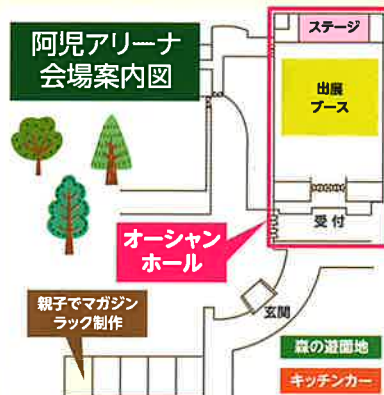 阿児アリーナ
会場案内図
ステージ
出展
ブース
受付
オーシャン
ホール
玄関
親子でマガジン
ラック制作
森の遊園地
キッチンカー